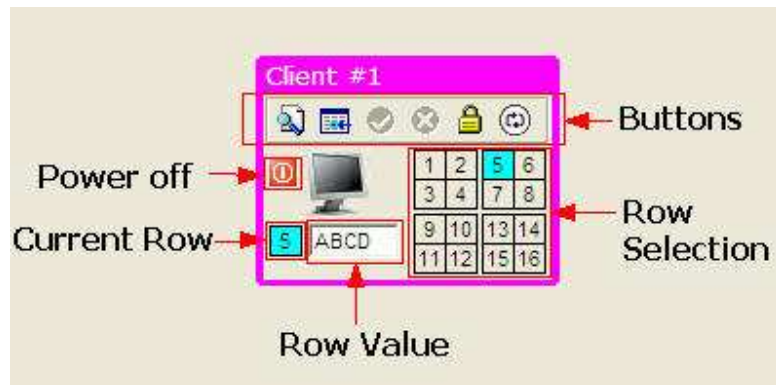 Client #1
Buttons
Power off
1 2 5 6
3 4 7 8
Row
Selection
Current Row
5 ABCD
9 10 13 14
11 12 15 16
Row Value